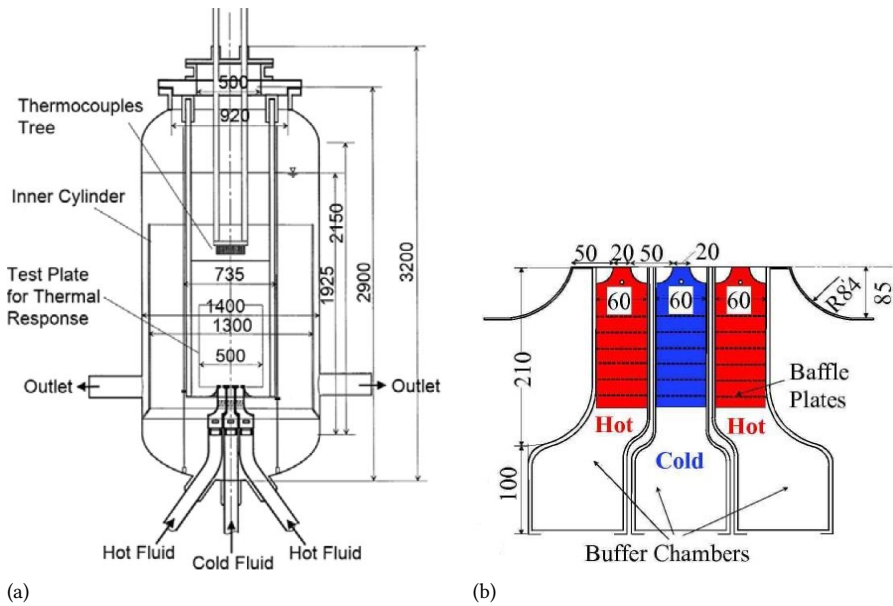 500
Thermocouples
Tree
920
Inner Cylinder
2150
3200
Test Plate
for Thermal
Response
735
1925
2900
1400
1300
500
Outlet
Outlet
Hot Fluid
Cold Fluid
Hot Fluid
(a)
50
20
50
20
60
60
60
R84
85
210
Baffle
Plates
Hot
Hot
Cold
100
Buffer Chambers
(b)